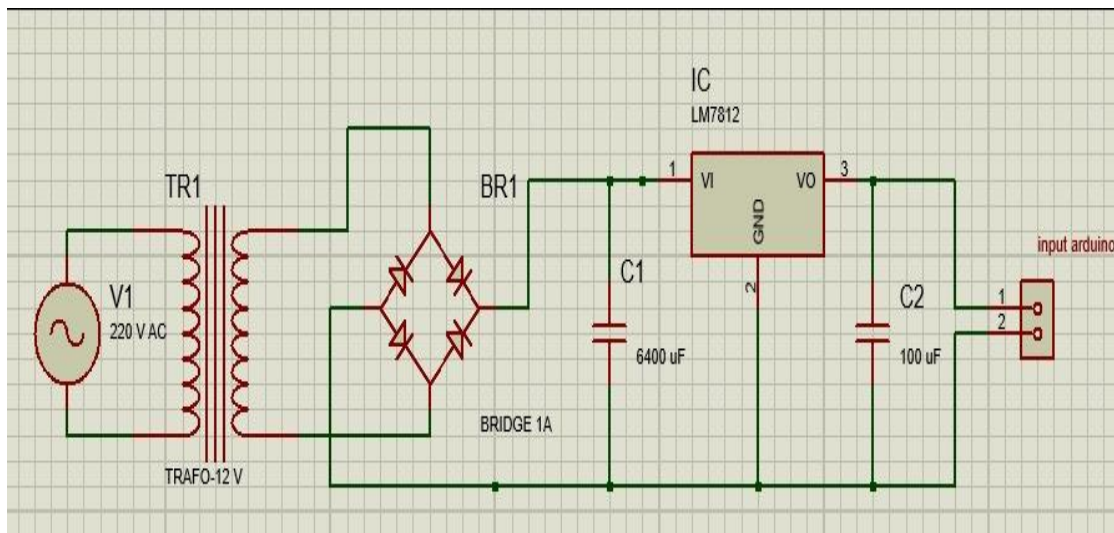 IC
LM7812
TR1
BR1
1
VI
VO
3
GND
2
input arduino
V1
220 V AC
C1
6400 uF
C2
100 uF
1
2
BRIDGE 1A
TRAFO-12 V